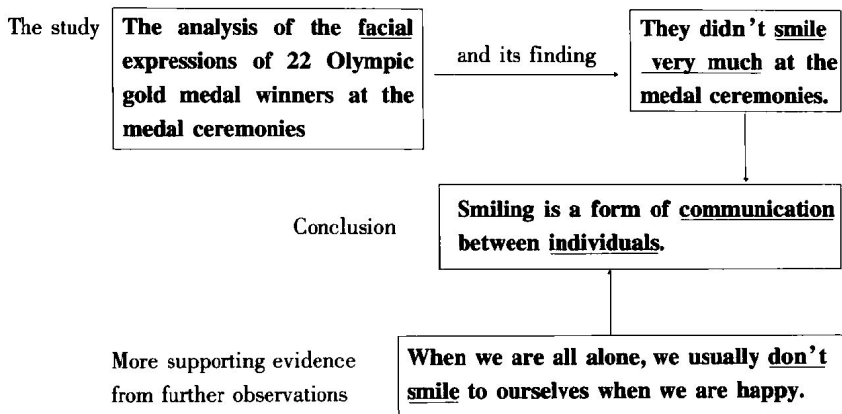 The study
The analysis of the facial
expressions of 22 Olympic
gold medal winners at the
medal ceremonies
and its finding
They didn't smile
very much at the
medal ceremonies.
Conclusion
Smiling is a form of communication
between individuals.
More supporting evidence
from further observations
When we are all alone, we usually don't
smile to ourselves when we are happy.